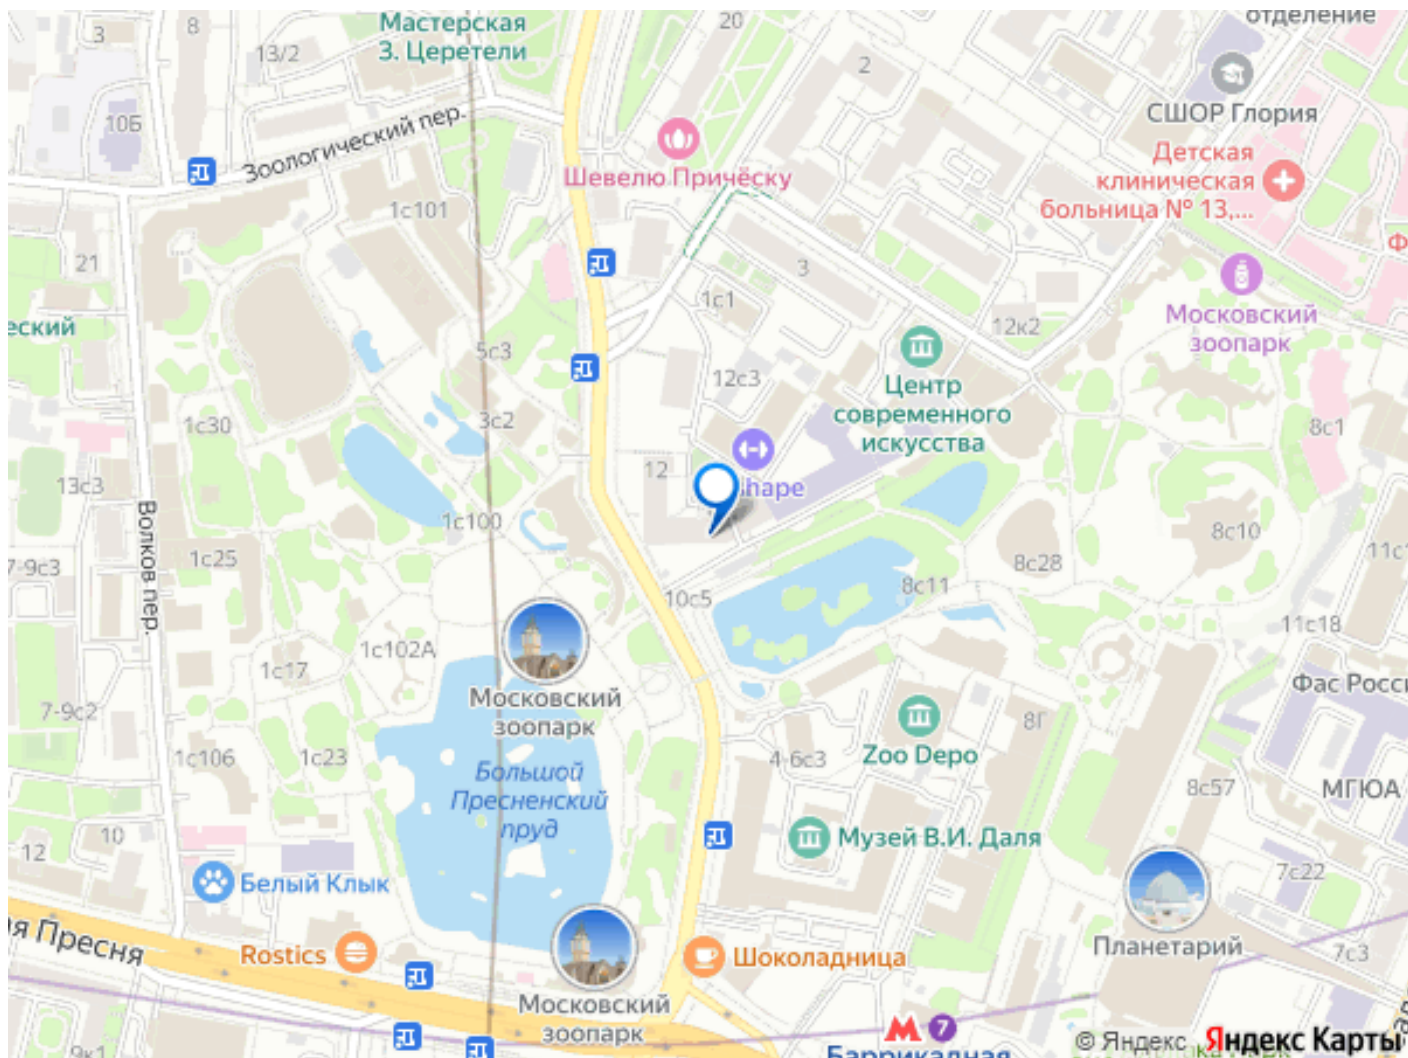 Мастерская
З. Церетели
20
отделение
3
8
13/2
2
СШОР Глория
10Б
Зоологический пер.
Детская
клиническая
больница № 13,...
Шевелю Причёску
1с101
Ф
21
3
1с1
Московский
зоопарк
еский
12к2
5с3
12с3
Центр
современного
искусства
3с2
1с30
8с1
12
13с3
hape
Волков пер.
1с100
8с10
1с25
11с1
7-9с3
8с28
8с11
10с5
11с18
1с102А
1с17
Фас Росс
Московский
зоопарк
7-9с2
8Г
1с106
1с23
4-6с3
Zoo Depo
Большой
Пресненский
пруд
8с57
МГЮА
10
Музей В.И. Даля
12
7с22
Белый Клык
я Пресня
Rostics
Шоколадница
Планетарий
7с3
Московский
зоопарк
7
© Яндекс Яндекс Карты
9к1
Баррикадная